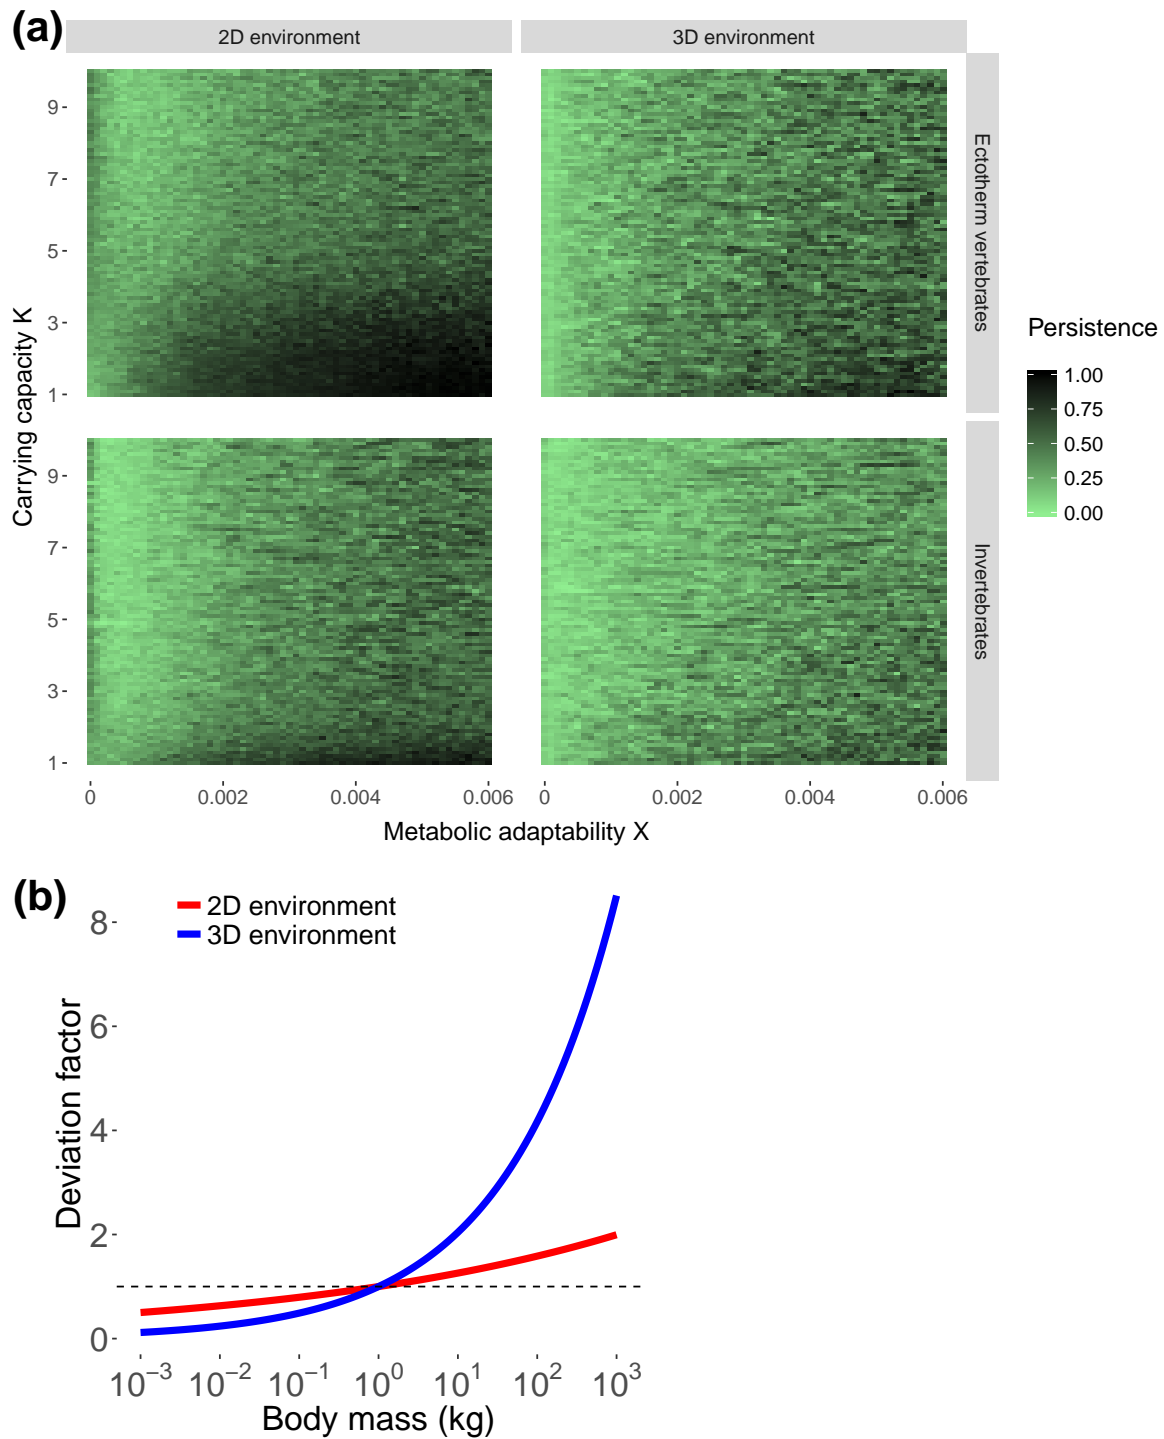 (a)
2D environment
3D environment
9
7
5
3
1
Ectotherm vertebrates
Carrying capacity K
9
7
5
3
1
Invertebrates
0
0.002
0.004
0.006
0
0.002
0.004
0.006
Metabolic adaptability X
Persistence
1.00
0.75
0.50
0.25
0.00
(b)
2D environment
3D environment
8
6
4
2
0
Deviation factor
10⁻³
10⁻²
10⁻¹
10⁰
10¹
10²
10³
Body mass (kg)